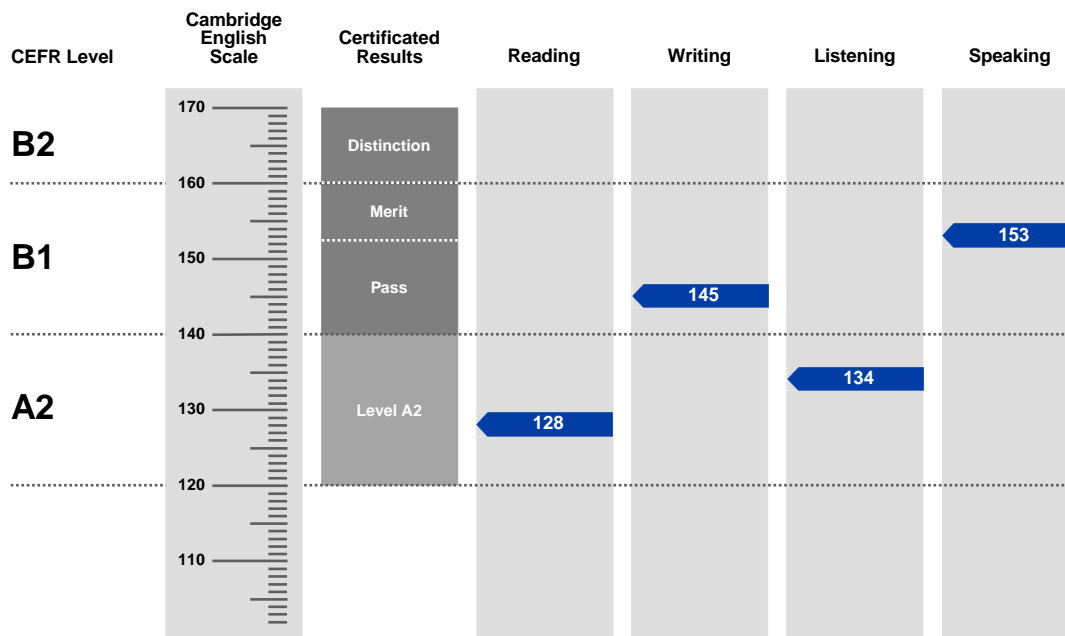 CEFR Level
Cambridge
English
Scale
Certificated
Results
Reading
Writing
Listening
Speaking
170
B2
Distinction
160
Merit
153
B1
150
Pass
145
140
134
A2
130
Level A2
128
120
110